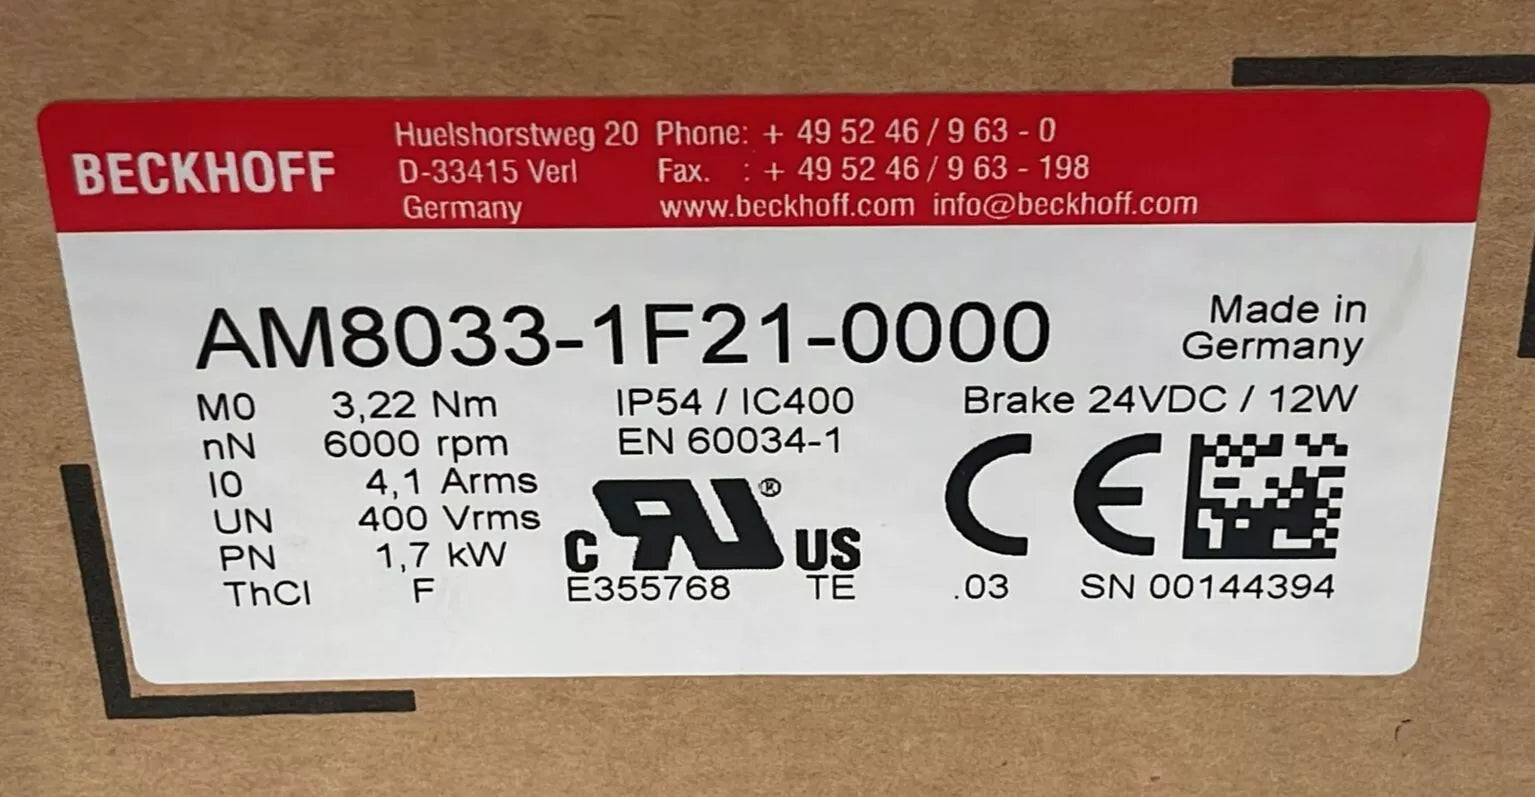 BECKHOFF
Huelshorstweg 20
D-33415 Verl
Germany
Phone: + 49 52 46 / 9 63 - 0
Fax. : + 49 52 46 / 9 63 - 198
www.beckhoff.com info@beckhoff.com
AM8033-1F21-0000
Made in
Germany
M0 3,22 Nm
nN 6000 rpm
I0 4,1 Arms
UN 400 Vrms
PN 1,7 kW
ThCl F
IP54 / IC400
EN 60034-1
C RU ® US
E355768 TE
Brake 24VDC / 12W
CE
.03 SN 00144394